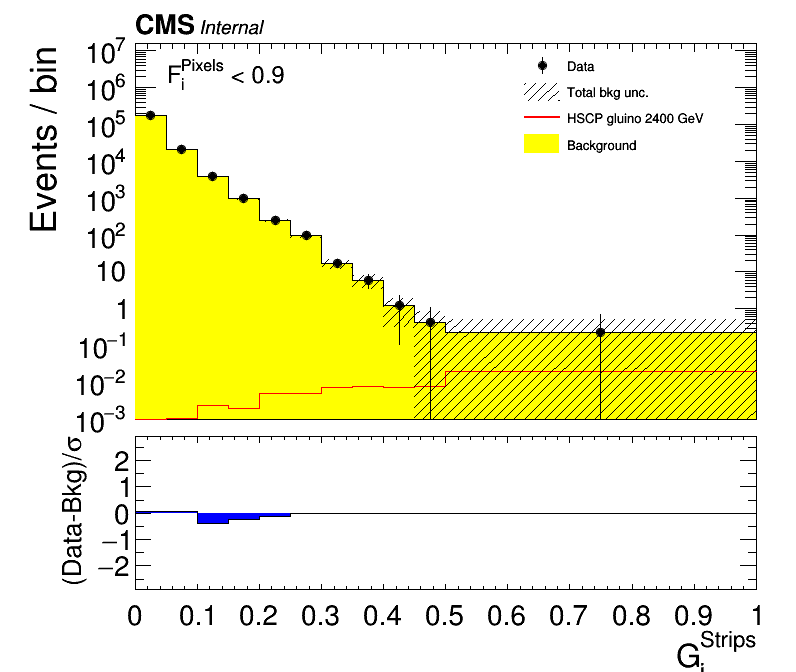 CMS Internal
F_i^Pixels < 0.9
Data
Total bkg unc.
HSCP gluino 2400 GeV
Background
Events / bin
10^7
10^6
10^5
10^4
10^3
10^2
10
1
10^−1
10^−2
10^−3
(Data-Bkg)/σ
2
1
0
−1
−2
0 0.1 0.2 0.3 0.4 0.5 0.6 0.7 0.8 0.9 1
G_i^Strips